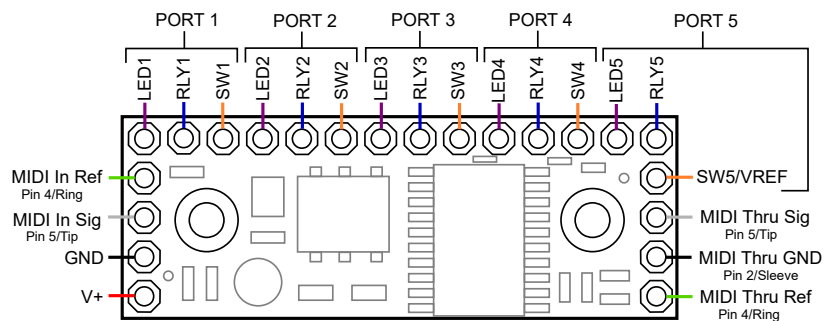 PORT 1
PORT 2
PORT 3
PORT 4
PORT 5
LED1
RLY1
SW1
LED2
RLY2
SW2
LED3
RLY3
SW3
LED4
RLY4
SW4
LED5
RLY5
MIDI In Ref
Pin 4/Ring
MIDI In Sig
Pin 5/Tip
GND
V+
SW5/VREF
MIDI Thru Sig
Pin 5/Tip
MIDI Thru GND
Pin 2/Sleeve
MIDI Thru Ref
Pin 4/Ring